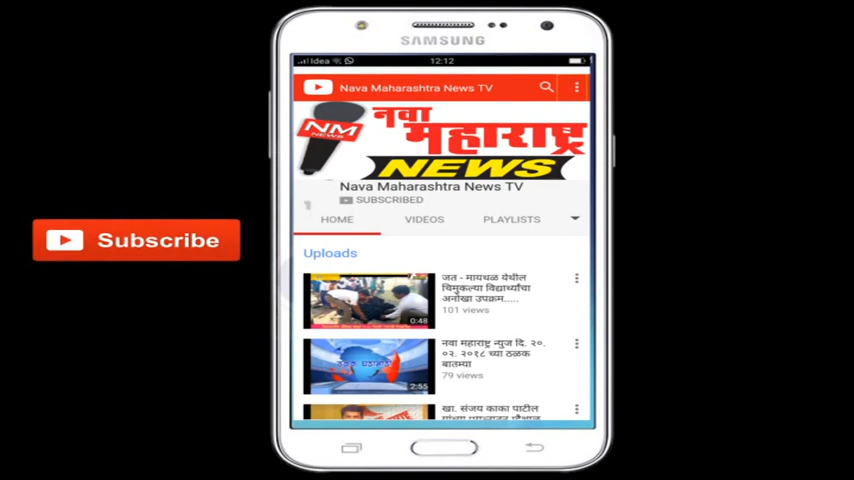 SAMSUNG
Idea 12:12
Nava Maharashtra News TV
NM
NEWS
नवा
महाराष्ट्र
NEWS
Nava Maharashtra News TV
SUBSCRIBED
HOME VIDEOS PLAYLISTS
Subscribe
Uploads
जत - मायथळ येथील
चिमुकल्या विद्यार्थ्यांचा
अनोखा उपक्रम.....
101 views
0:48
नवा महाराष्ट्र न्युज दि. २०.
०२. २०१८ च्या ठळक
बातम्या
79 views
2:55
खा. संजय काका पाटील